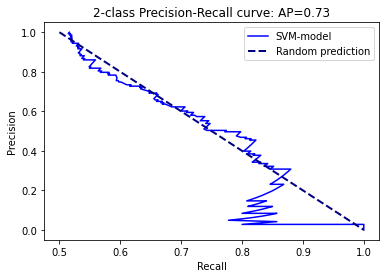 2-class Precision-Recall curve: AP=0.73
SVM-model
Random prediction
1.0
0.8
0.6
0.4
0.2
0.0
Precision
0.5 0.6 0.7 0.8 0.9 1.0
Recall